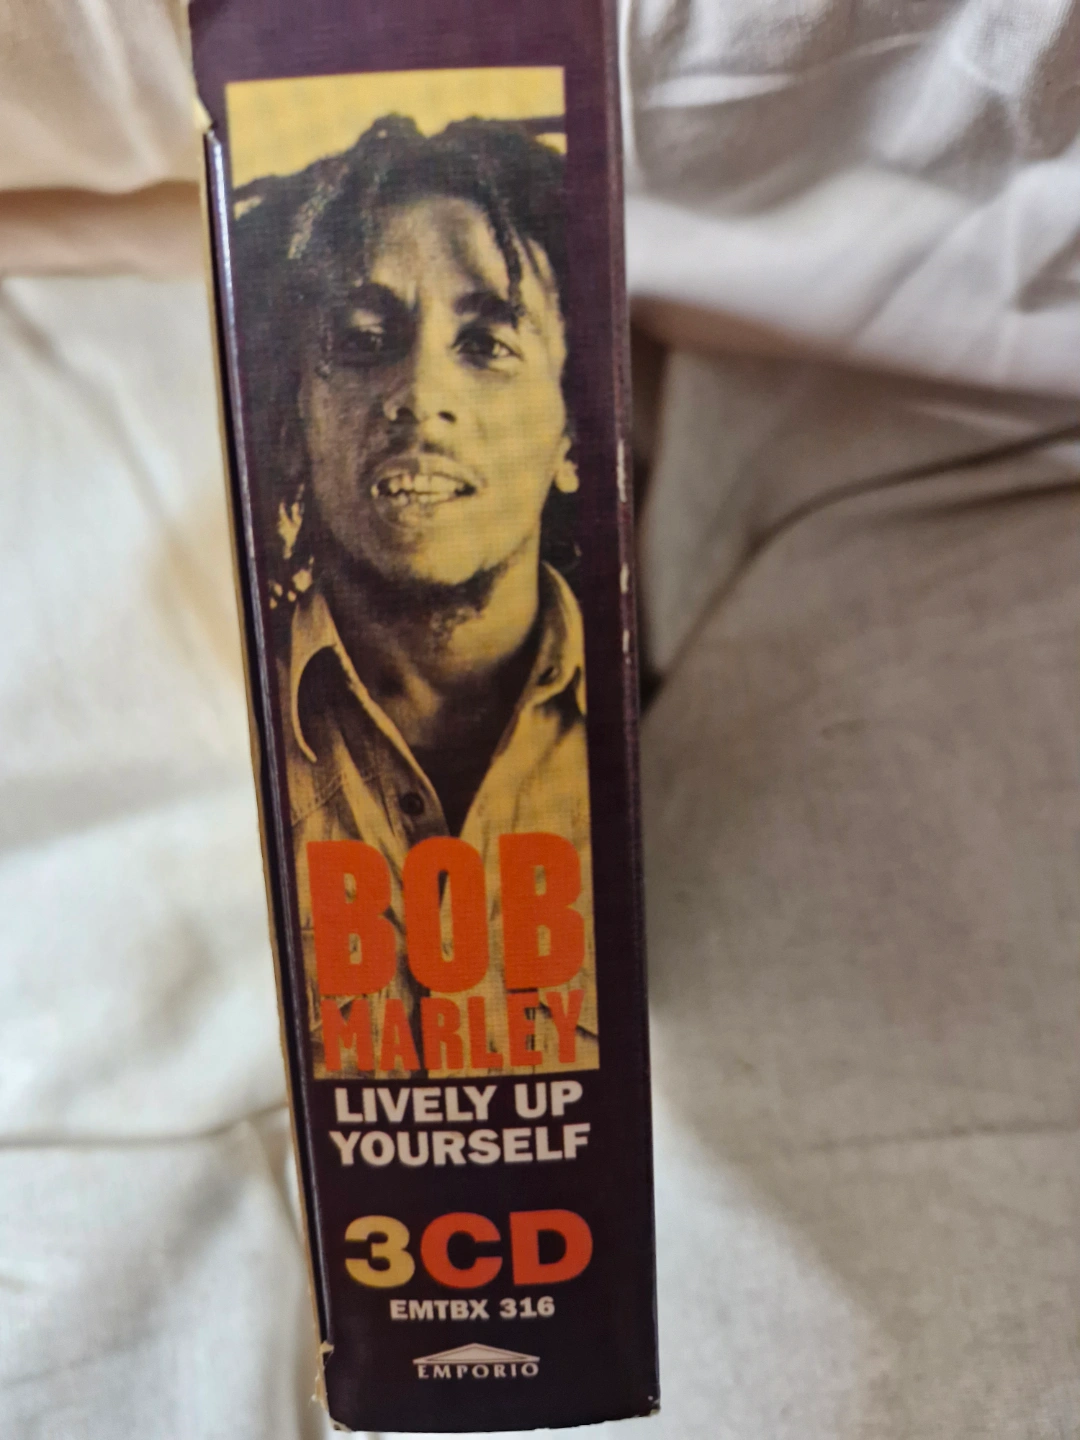 BOB
MARLEY
LIVELY UP
YOURSELF
3CD
EMTBX 316
EMPORIO